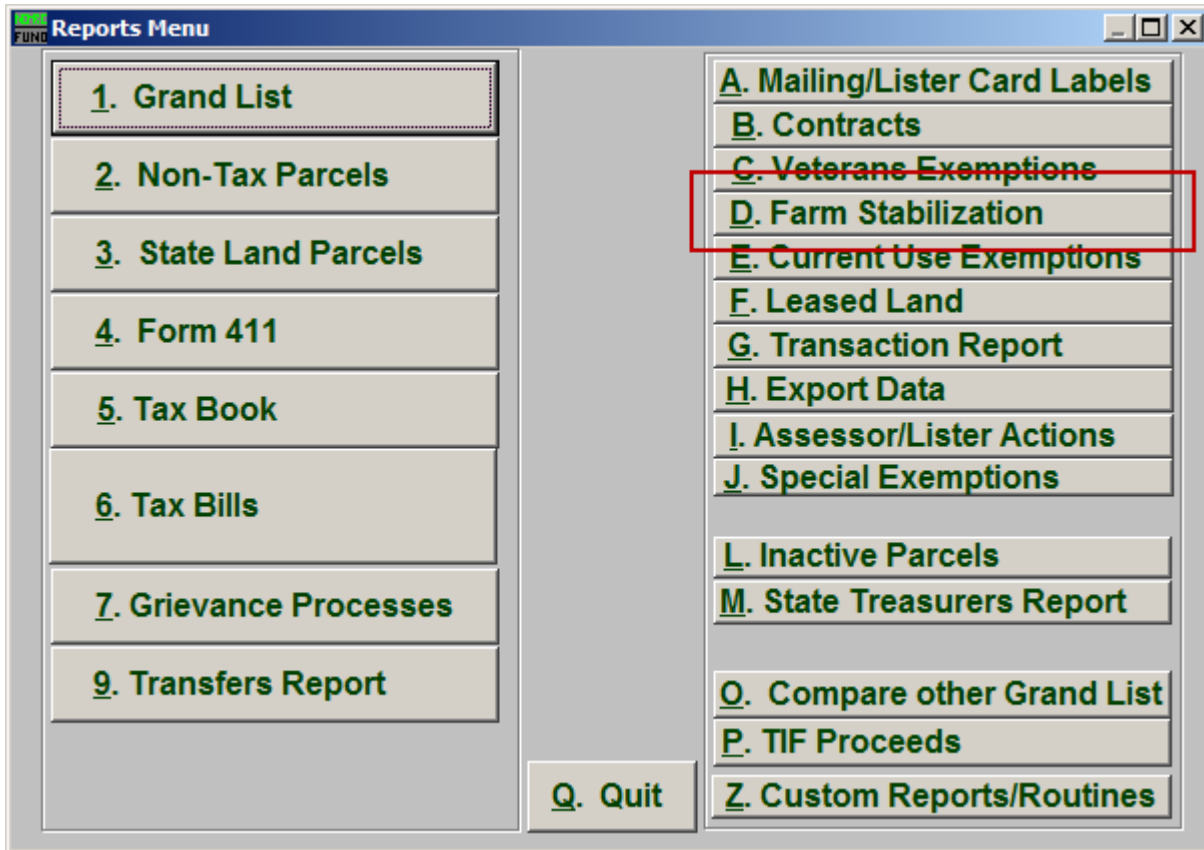 NEMRC
FUND
Reports Menu
1. Grand List
2. Non-Tax Parcels
3. State Land Parcels
4. Form 411
5. Tax Book
6. Tax Bills
7. Grievance Processes
9. Transfers Report
Q. Quit
A. Mailing/Lister Card Labels
B. Contracts
C. Veterans Exemptions
D. Farm Stabilization
E. Current Use Exemptions
F. Leased Land
G. Transaction Report
H. Export Data
I. Assessor/Lister Actions
J. Special Exemptions
L. Inactive Parcels
M. State Treasurers Report
O. Compare other Grand List
P. TIF Proceeds
Z. Custom Reports/Routines